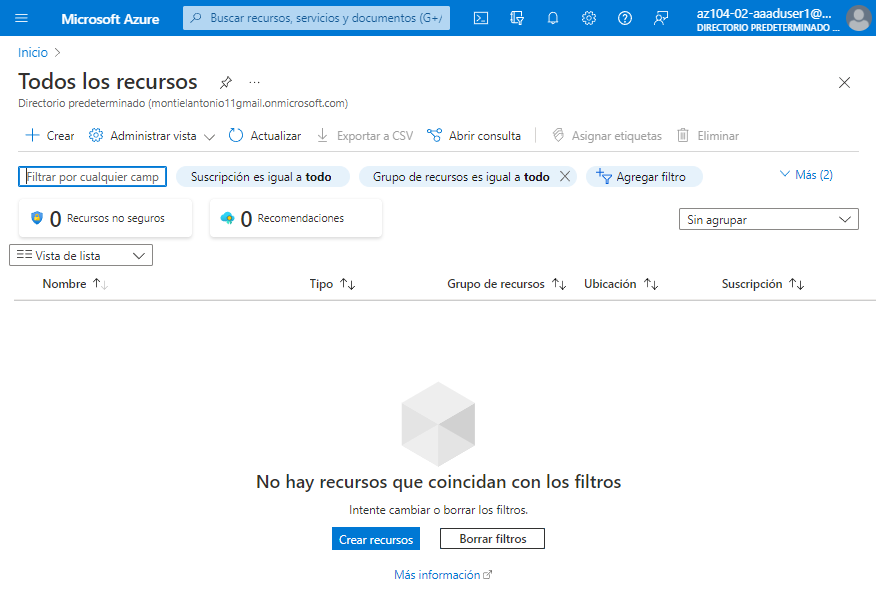 Microsoft Azure
Buscar recursos, servicios y documentos (G+/
az104-02-aaaduser1@...
DIRECTORIO PREDETERMINADO ...
Inicio
Todos los recursos
...
Directorio predeterminado (montielantonio11gmail.onmicrosoft.com)
Crear Administrar vista Actualizar Exportar a CSV Abrir consulta Asignar etiquetas Eliminar
Filtrar por cualquier camp Suscripción es igual a todo Grupo de recursos es igual a todo Agregar filtro Más (2)
0 Recursos no seguros 0 Recomendaciones Sin agrupar
Vista de lista
Nombre Tipo Grupo de recursos Ubicación Suscripción
No hay recursos que coincidan con los filtros
Intente cambiar o borrar los filtros.
Crear recursos Borrar filtros
Más información